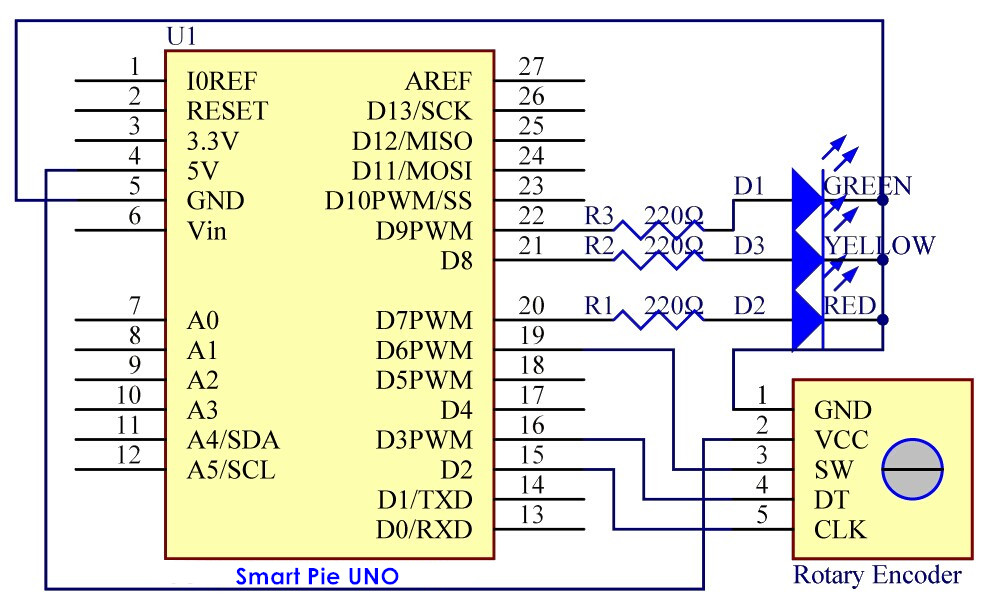 U1
1
I0REF
2
RESET
3
3.3V
4
5V
5
GND
6
Vin
7
A0
8
A1
9
A2
10
A3
11
A4/SDA
12
A5/SCL
27
AREF
26
D13/SCK
25
D12/MISO
24
D11/MOSI
23
D10PWM/SS
22
D9PWM
21
D8
20
D7PWM
19
D6PWM
18
D5PWM
17
D4
16
D3PWM
15
D2
14
D1/TXD
13
D0/RXD
Smart Pie UNO
R3 220Ω D1 GREEN
R2 220Ω D3 YELLOW
R1 220Ω D2 RED
1 GND
2 VCC
3 SW
4 DT
5 CLK
Rotary Encoder